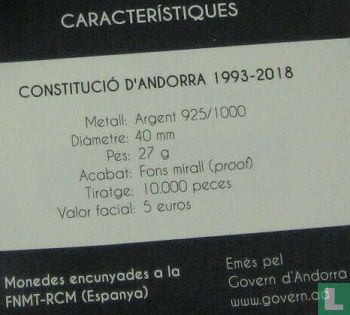 CARACTERÍSTIQUES
CONSTITUCIÓ D'ANDORRA 1993-2018
Metall: Argent 925/1000
Diàmetre: 40 mm
Pes: 27 g
Acabat: Fons mirall (proof)
Tiratge: 10.000 peces
Valor facial: 5 euros
Monedes encunyades a la
FNMT-RCM (Espanya)
Emès pel
Govern d'Andorra
www.govern.ad